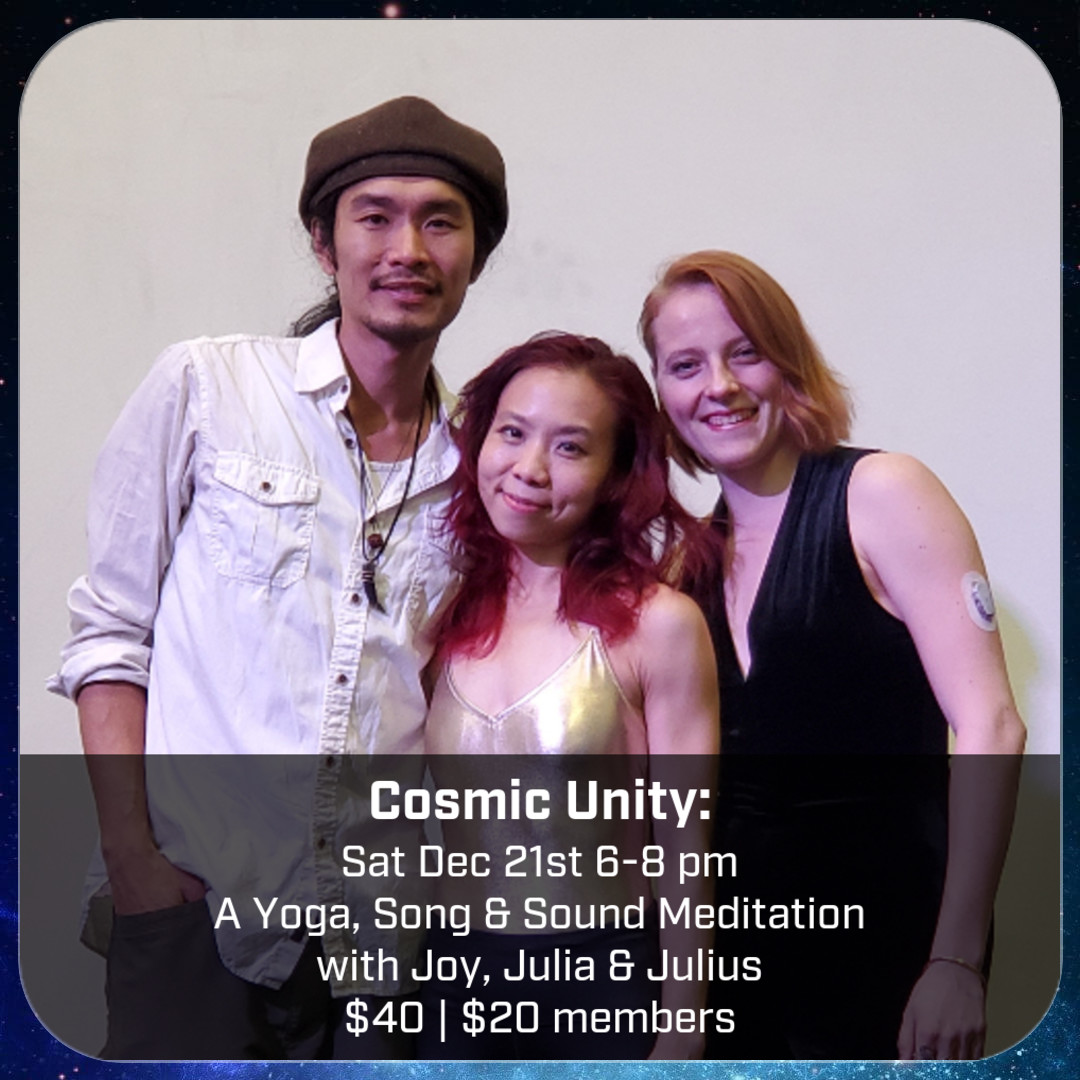 Cosmic Unity:
Sat Dec 21st 6-8 pm
A Yoga, Song & Sound Meditation
with Joy, Julia & Julius
$40 | $20 members